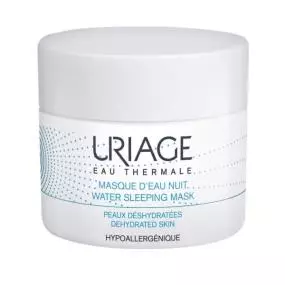 URIAGE
EAU THERMALE
MASQUE D'EAU NUIT
WATER SLEEPING MASK
PEAUX DÉSHYDRATÉES
DEHYDRATED SKIN
HYPOALLERGÉNIQUE